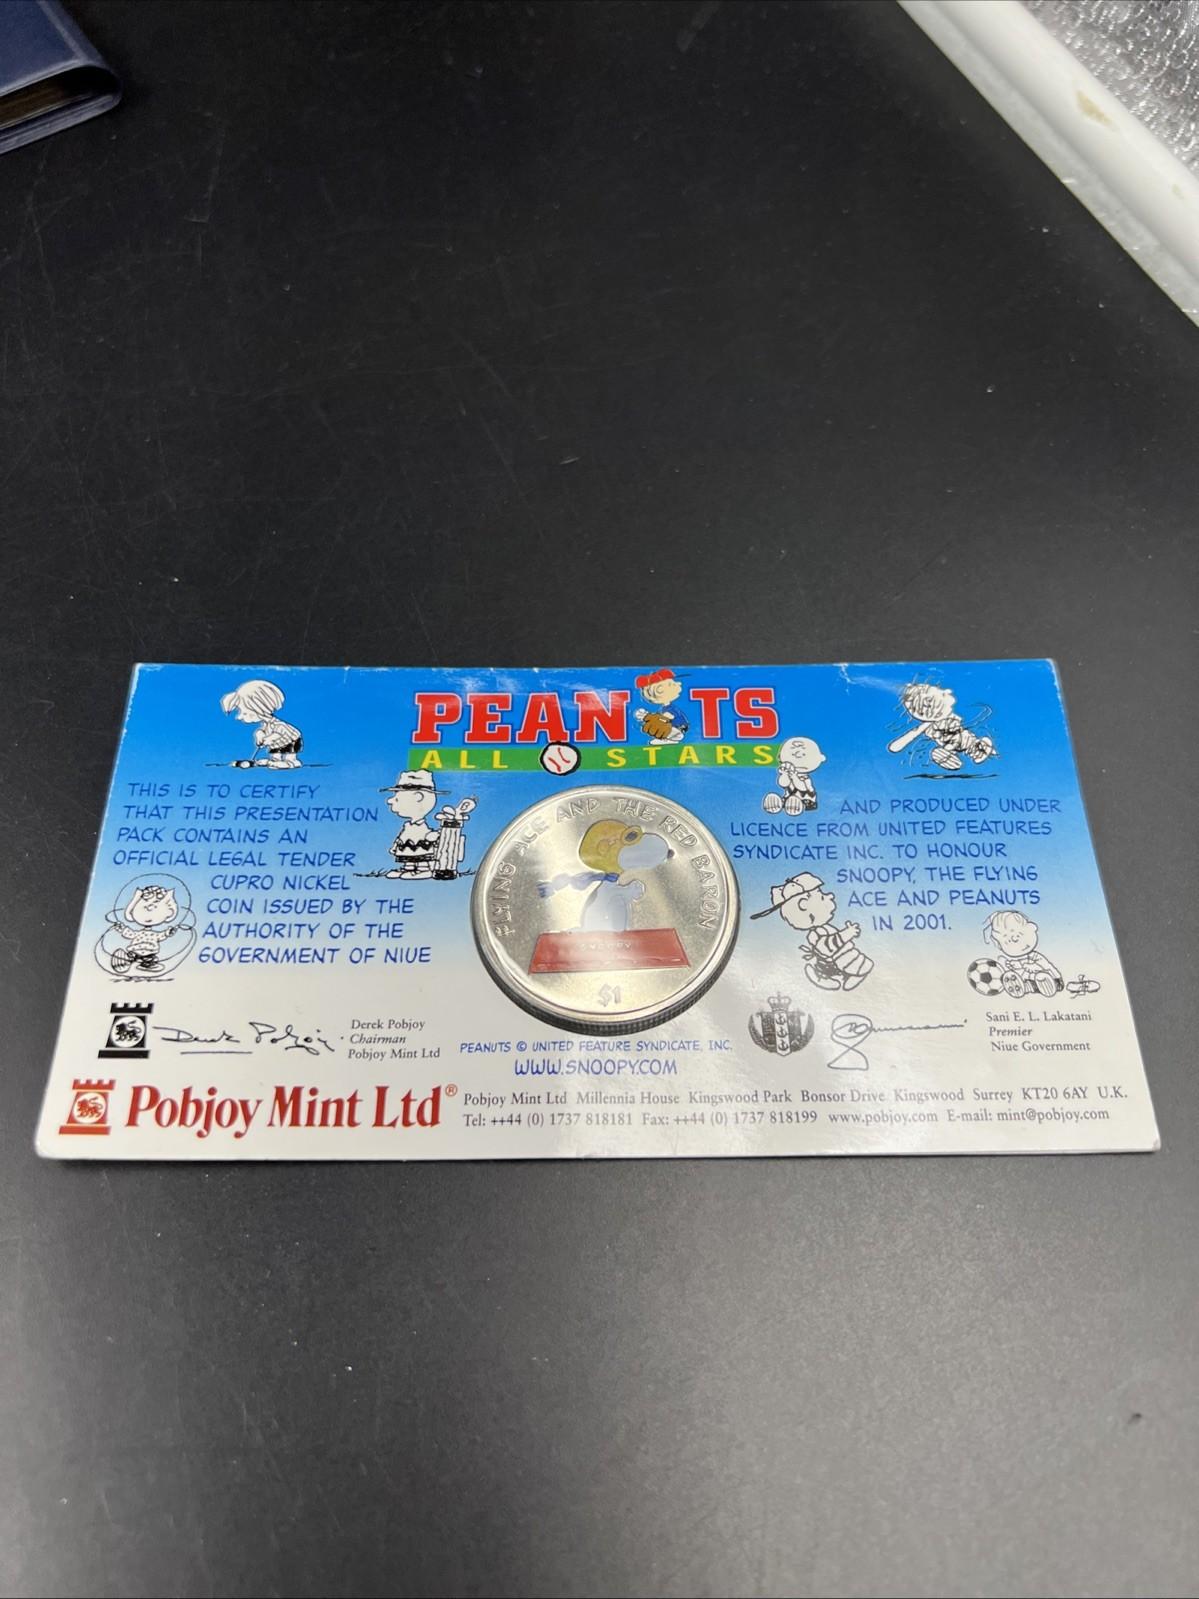 PEANUTS
ALL STARS
THIS IS TO CERTIFY
THAT THIS PRESENTATION
PACK CONTAINS AN
OFFICIAL LEGAL TENDER
CUPRO NICKEL
COIN ISSUED BY THE
AUTHORITY OF THE
GOVERNMENT OF NIUE
FLYING ACE AND THE RED BARON
SNOOPY
$1
AND PRODUCED UNDER
LICENCE FROM UNITED FEATURES
SYNDICATE INC. TO HONOUR
SNOOPY, THE FLYING
ACE AND PEANUTS
IN 2001.
Derek Pobjoy
Derek Pobjoy
Chairman
Pobjoy Mint Ltd
PEANUTS © UNITED FEATURE SYNDICATE, INC.
WWW.SNOOPY.COM
Sani E. L. Lakatani
Premier
Niue Government
Pobjoy Mint Ltd®
Pobjoy Mint Ltd Millennia House Kingswood Park Bonsor Drive Kingswood Surrey KT20 6AY U.K.
Tel: ++44 (0) 1737 818181 Fax: ++44 (0) 1737 818199 www.pobjoy.com E-mail: mint@pobjoy.com